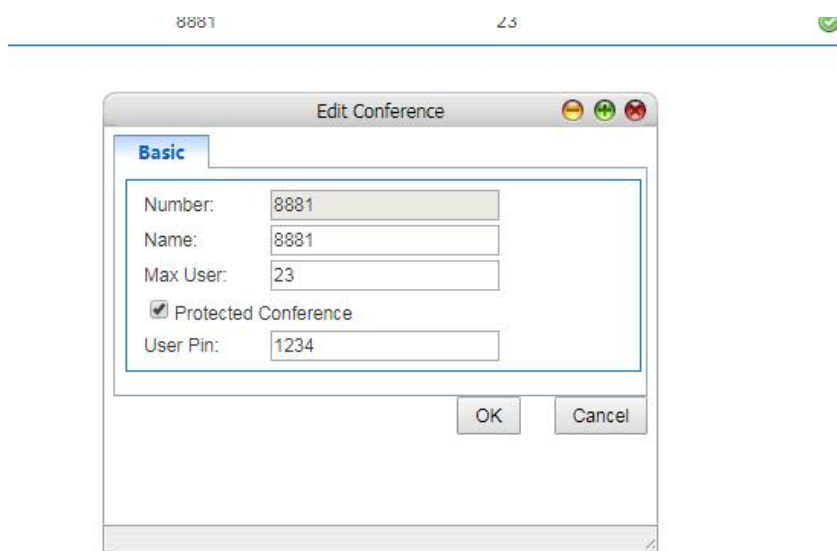 8881 23
Edit Conference
Basic
Number: 8881
Name: 8881
Max User: 23
Protected Conference
User Pin: 1234
OK Cancel